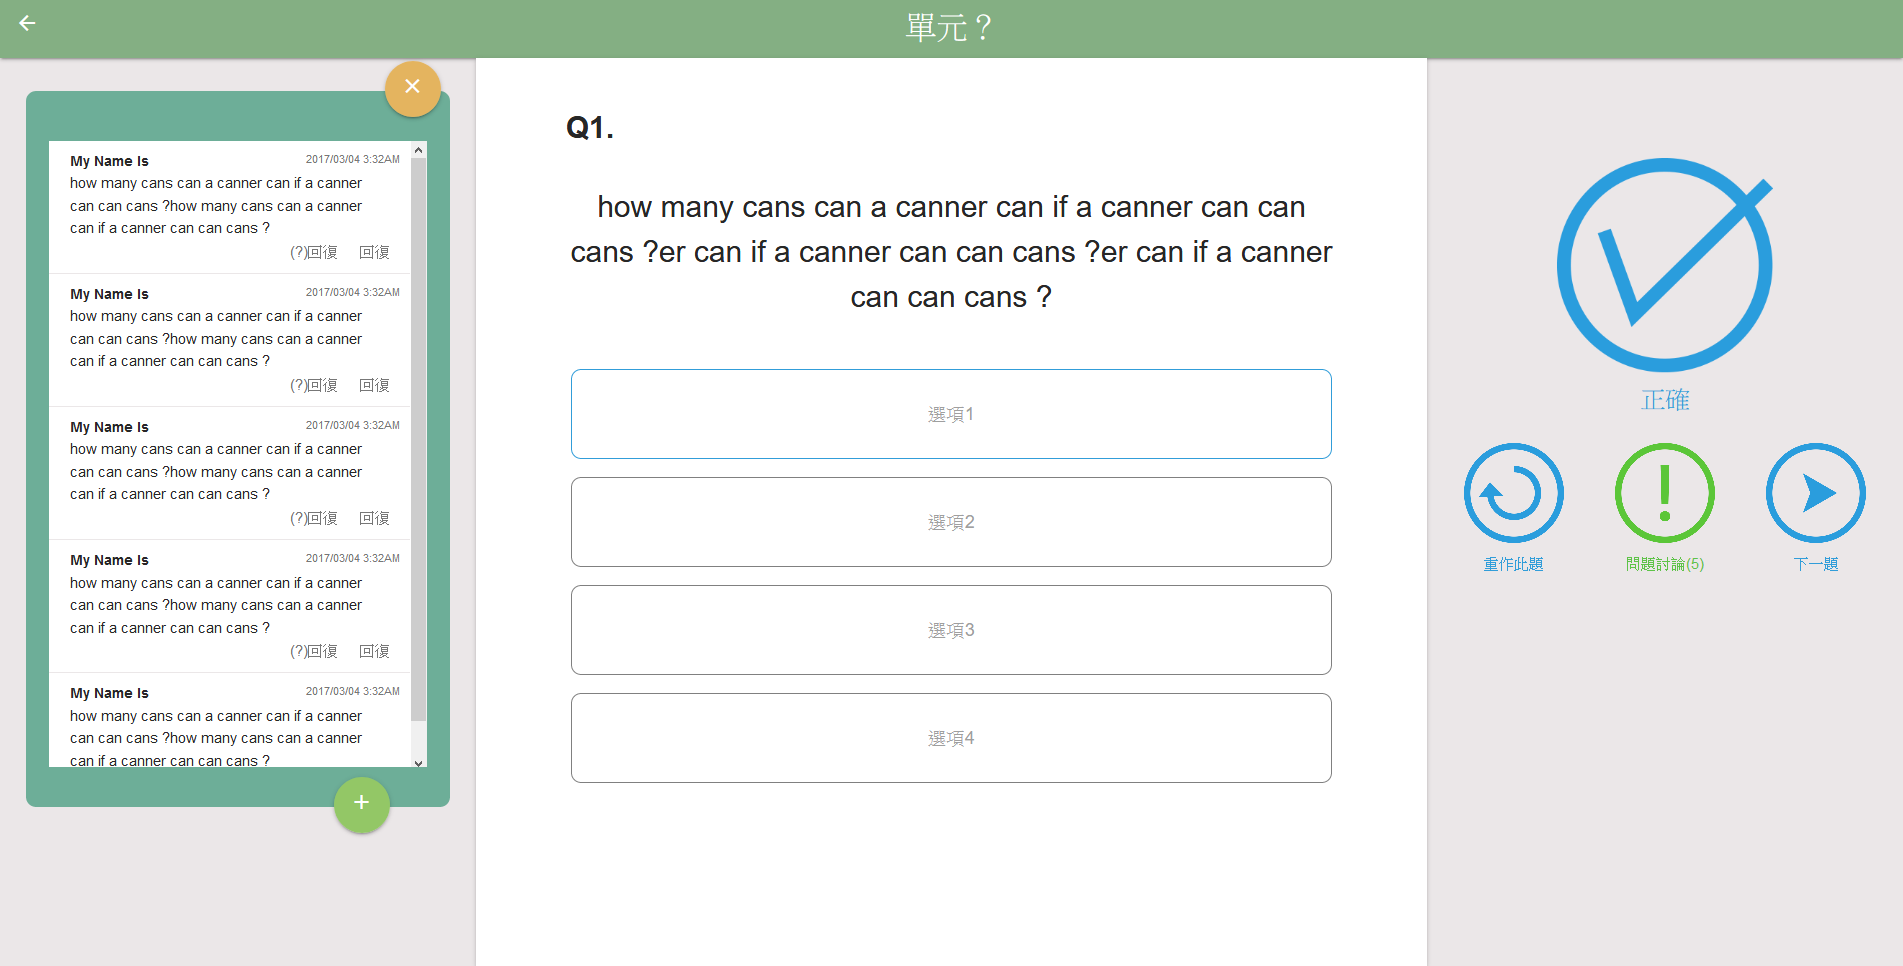 單元？
My Name Is
2017/03/04 3:32AM
how many cans can a canner can if a canner
can can cans ?how many cans can a canner
can if a canner can can cans ?
(?)回復 回復
My Name Is
2017/03/04 3:32AM
how many cans can a canner can if a canner
can can cans ?how many cans can a canner
can if a canner can can cans ?
(?)回復 回復
My Name Is
2017/03/04 3:32AM
how many cans can a canner can if a canner
can can cans ?how many cans can a canner
can if a canner can can cans ?
(?)回復 回復
My Name Is
2017/03/04 3:32AM
how many cans can a canner can if a canner
can can cans ?how many cans can a canner
can if a canner can can cans ?
(?)回復 回復
My Name Is
2017/03/04 3:32AM
how many cans can a canner can if a canner
can can cans ?how many cans can a canner
can if a canner can can cans ?
Q1.
how many cans can a canner can if a canner can can
cans ?er can if a canner can can cans ?er can if a canner
can can cans ?
選項1
選項2
選項3
選項4
正確
重作此題
問題討論(5)
下一題